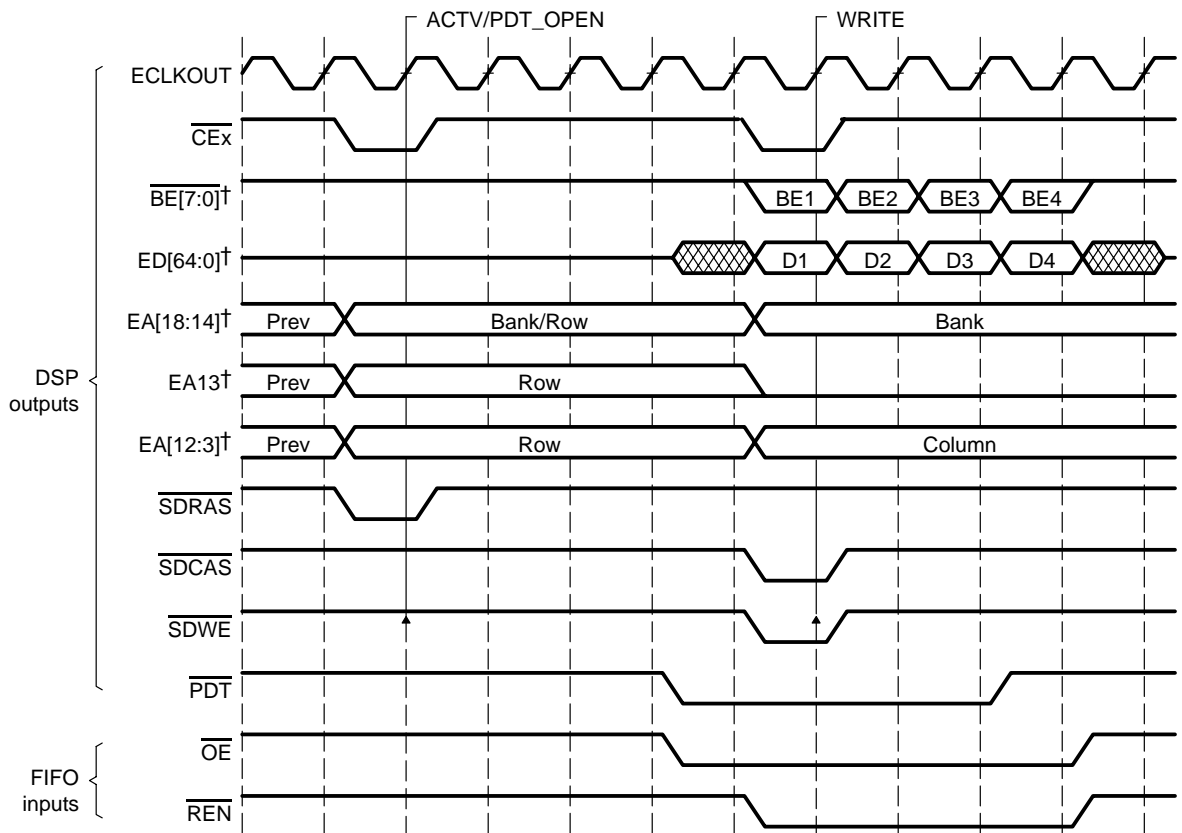 ACTV/PDT_OPEN WRITE
ECLKOUT
CEx
BE[7:0]† BE1 BE2 BE3 BE4
ED[64:0]† D1 D2 D3 D4
EA[18:14]† Prev Bank/Row Bank
EA13† Prev Row
EA[12:3]† Prev Row Column
DSP
outputs
SDRAS
SDCAS
SDWE
PDT
OE
FIFO
inputs
REN